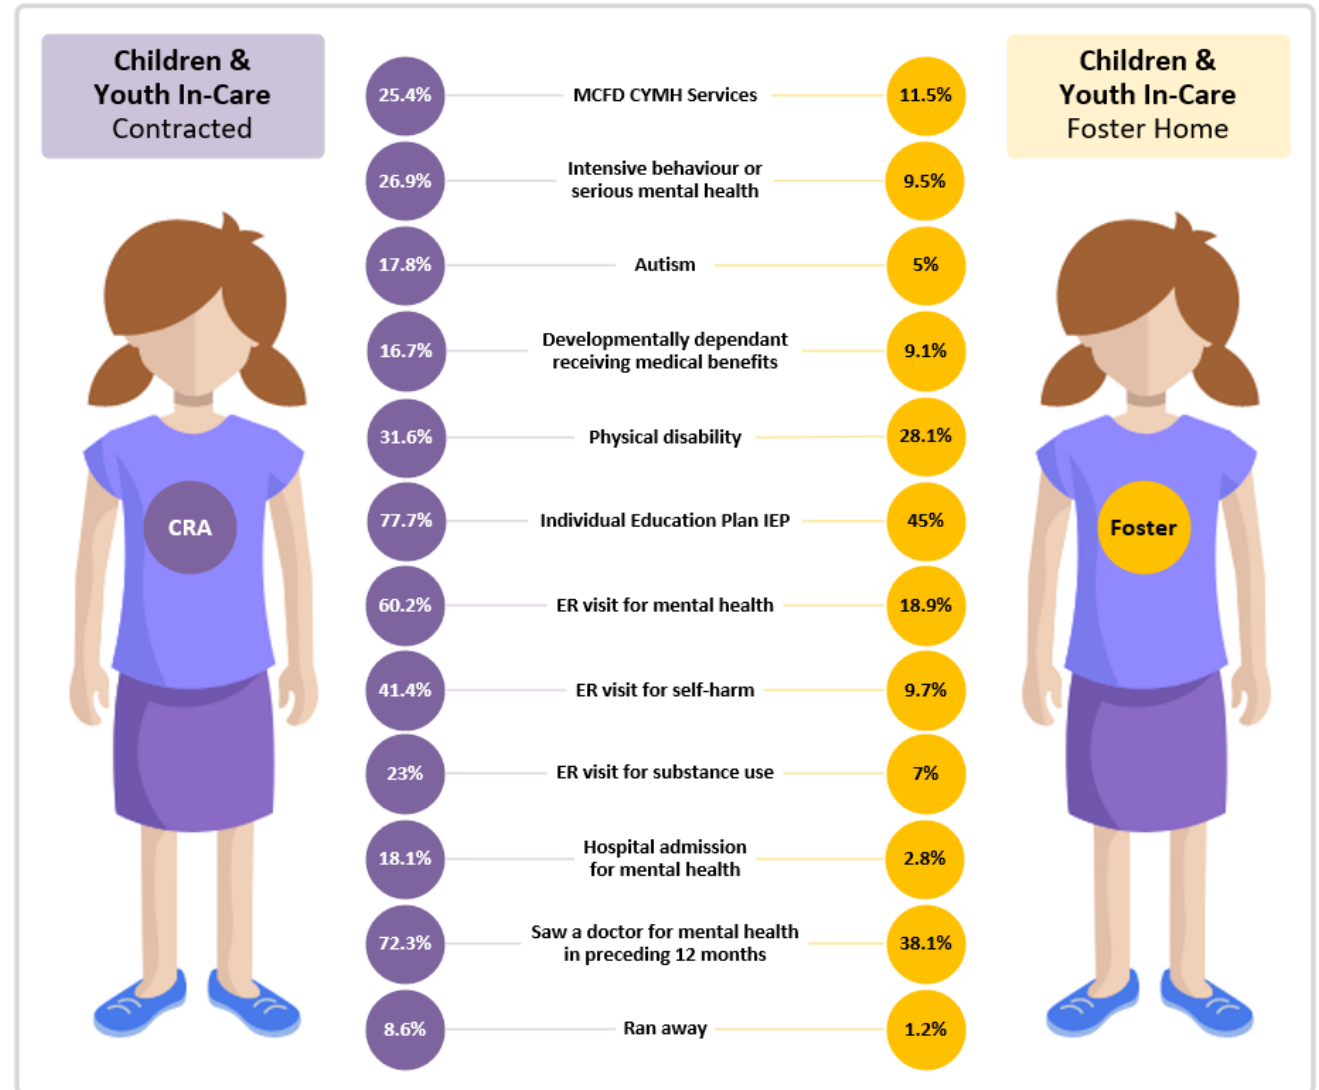 Children &
Youth In-Care
Contracted
Children &
Youth In-Care
Foster Home
25.4% MCFD CYMH Services 11.5%
26.9% Intensive behaviour or
serious mental health 9.5%
17.8% Autism 5%
16.7% Developmentally dependant
receiving medical benefits 9.1%
31.6% Physical disability 28.1%
77.7% Individual Education Plan IEP 45%
CRA
Foster
60.2% ER visit for mental health 18.9%
41.4% ER visit for self-harm 9.7%
23% ER visit for substance use 7%
18.1% Hospital admission
for mental health 2.8%
72.3% Saw a doctor for mental health
in preceding 12 months 38.1%
8.6% Ran away 1.2%